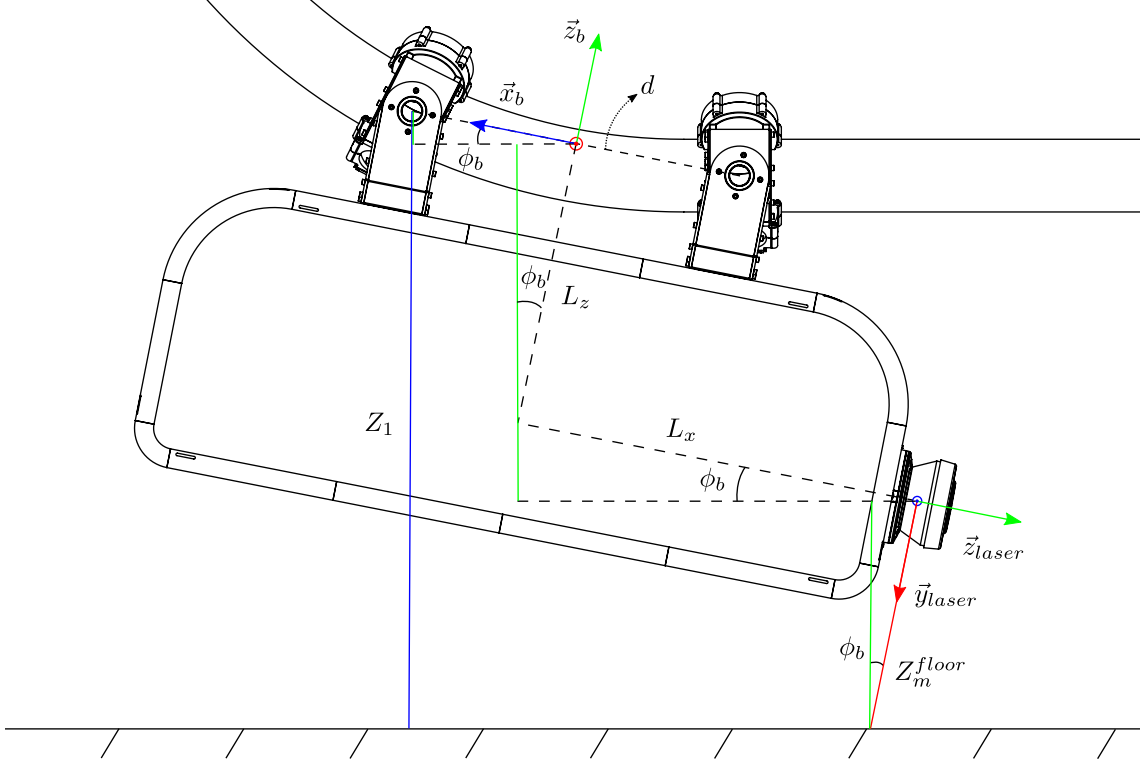 $\vec{z}_b$
$d$
$\vec{x}_b$
$\phi_b$
$\phi_b$
$L_z$
$Z_1$
$L_x$
$\phi_b$
$\vec{z}_{laser}$
$\vec{y}_{laser}$
$\phi_b$
$Z_m^{floor}$